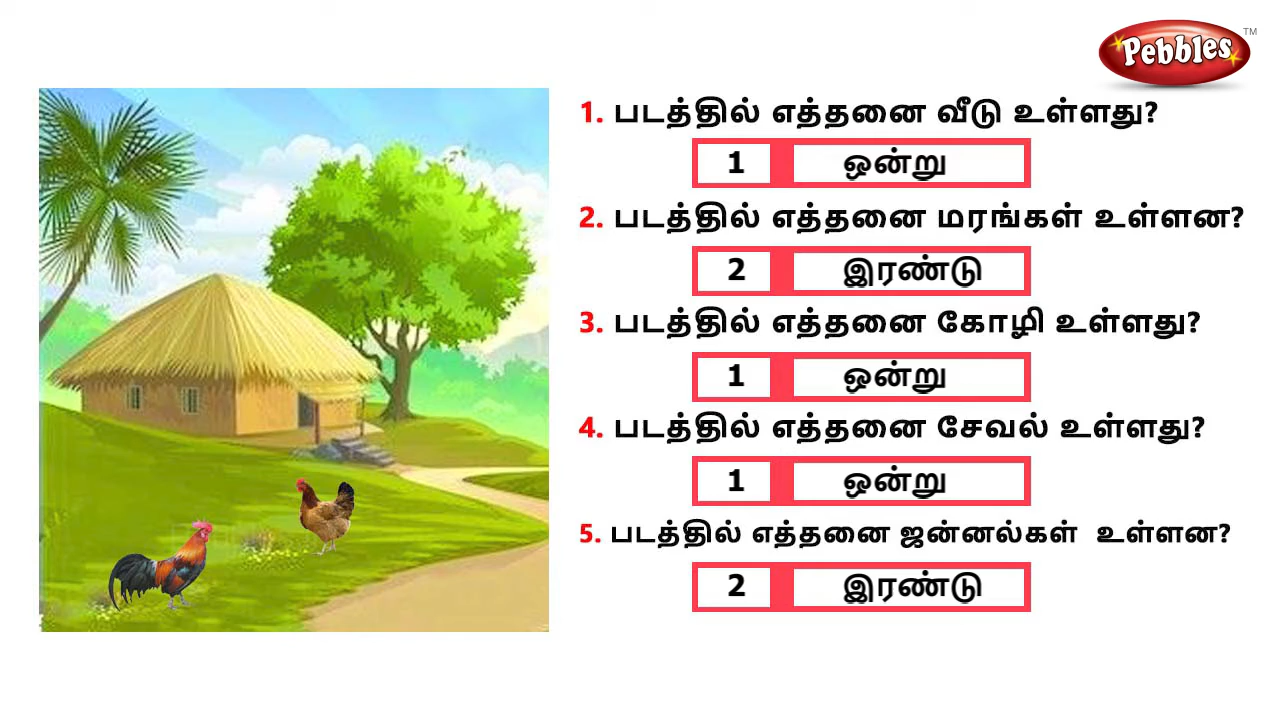 Pebbles TM
1. படத்தில் எத்தனை வீடு உள்ளது?
1 ஒன்று
2. படத்தில் எத்தனை மரங்கள் உள்ளன?
2 இரண்டு
3. படத்தில் எத்தனை கோழி உள்ளது?
1 ஒன்று
4. படத்தில் எத்தனை சேவல் உள்ளது?
1 ஒன்று
5. படத்தில் எத்தனை ஜன்னல்கள் உள்ளன?
2 இரண்டு